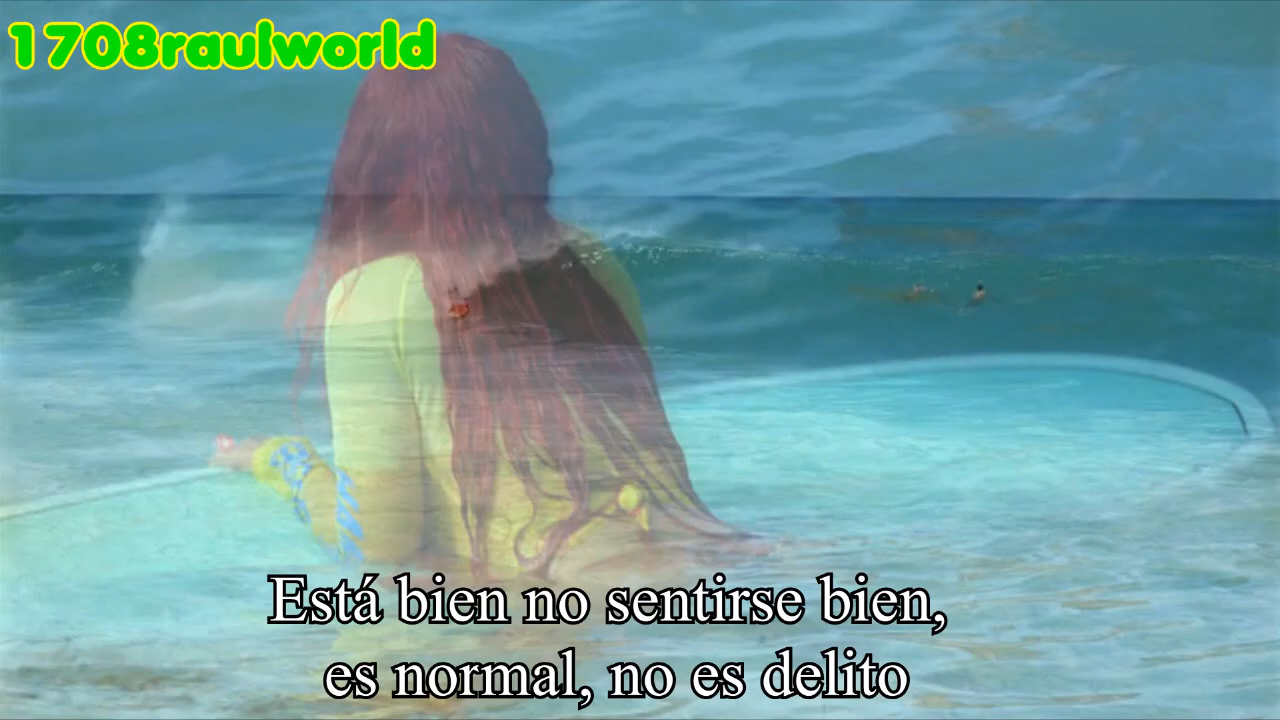 1708raulworld
Está bien no sentirse bien,
es normal, no es delito